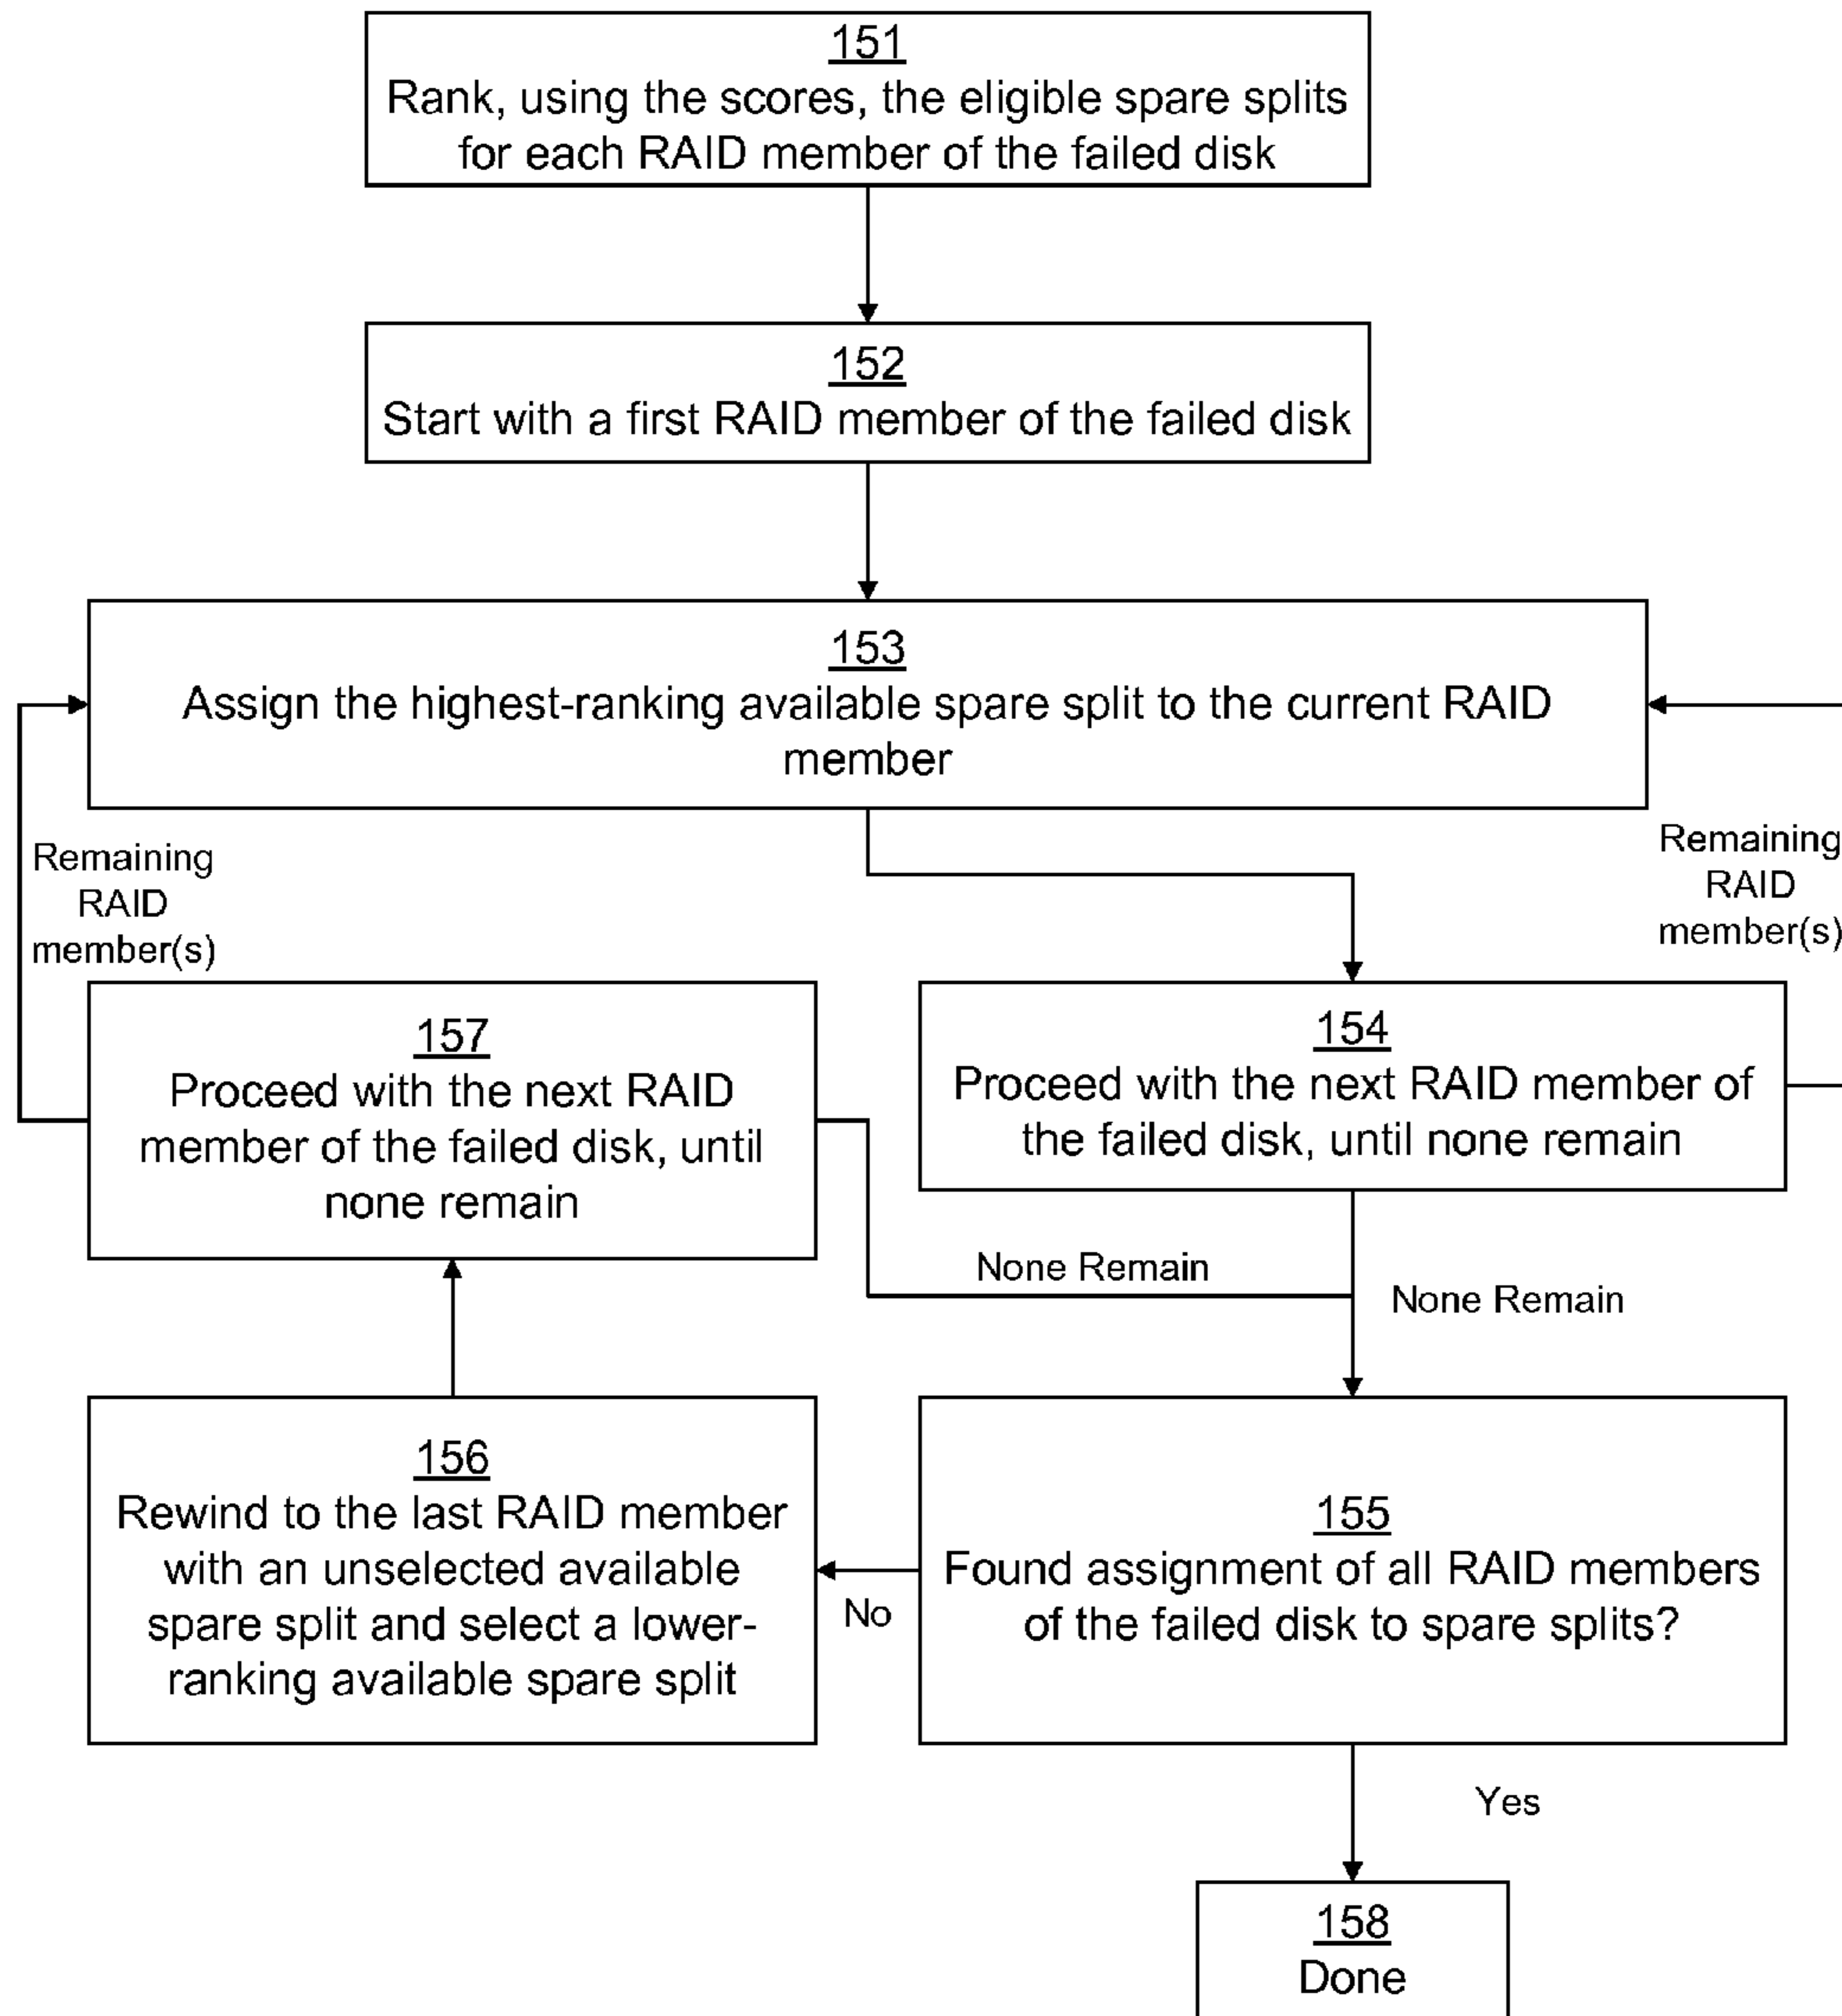 151
Rank, using the scores, the eligible spare splits
for each RAID member of the failed disk
152
Start with a first RAID member of the failed disk
153
Assign the highest-ranking available spare split to the current RAID
member
Remaining
RAID
member(s)
Remaining
RAID
member(s)
157
Proceed with the next RAID
member of the failed disk, until
none remain
154
Proceed with the next RAID member of
the failed disk, until none remain
None Remain
None Remain
156
Rewind to the last RAID member
with an unselected available
spare split and select a lower-
ranking available spare split
No
155
Found assignment of all RAID members
of the failed disk to spare splits?
Yes
158
Done